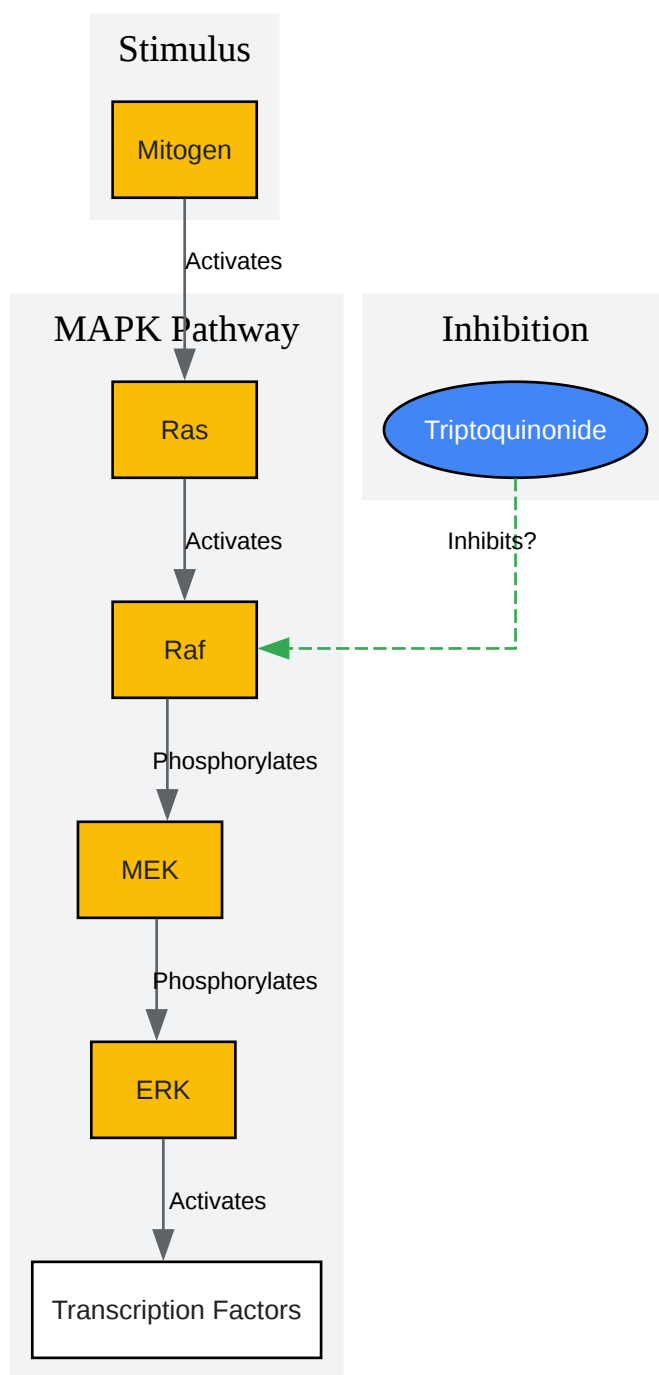 Stimulus
Mitogen
Activates
MAPK Pathway
Inhibition
Ras
Triptoquinonide
Activates
Inhibits?
Raf
Phosphorylates
MEK
Phosphorylates
ERK
Activates
Transcription Factors